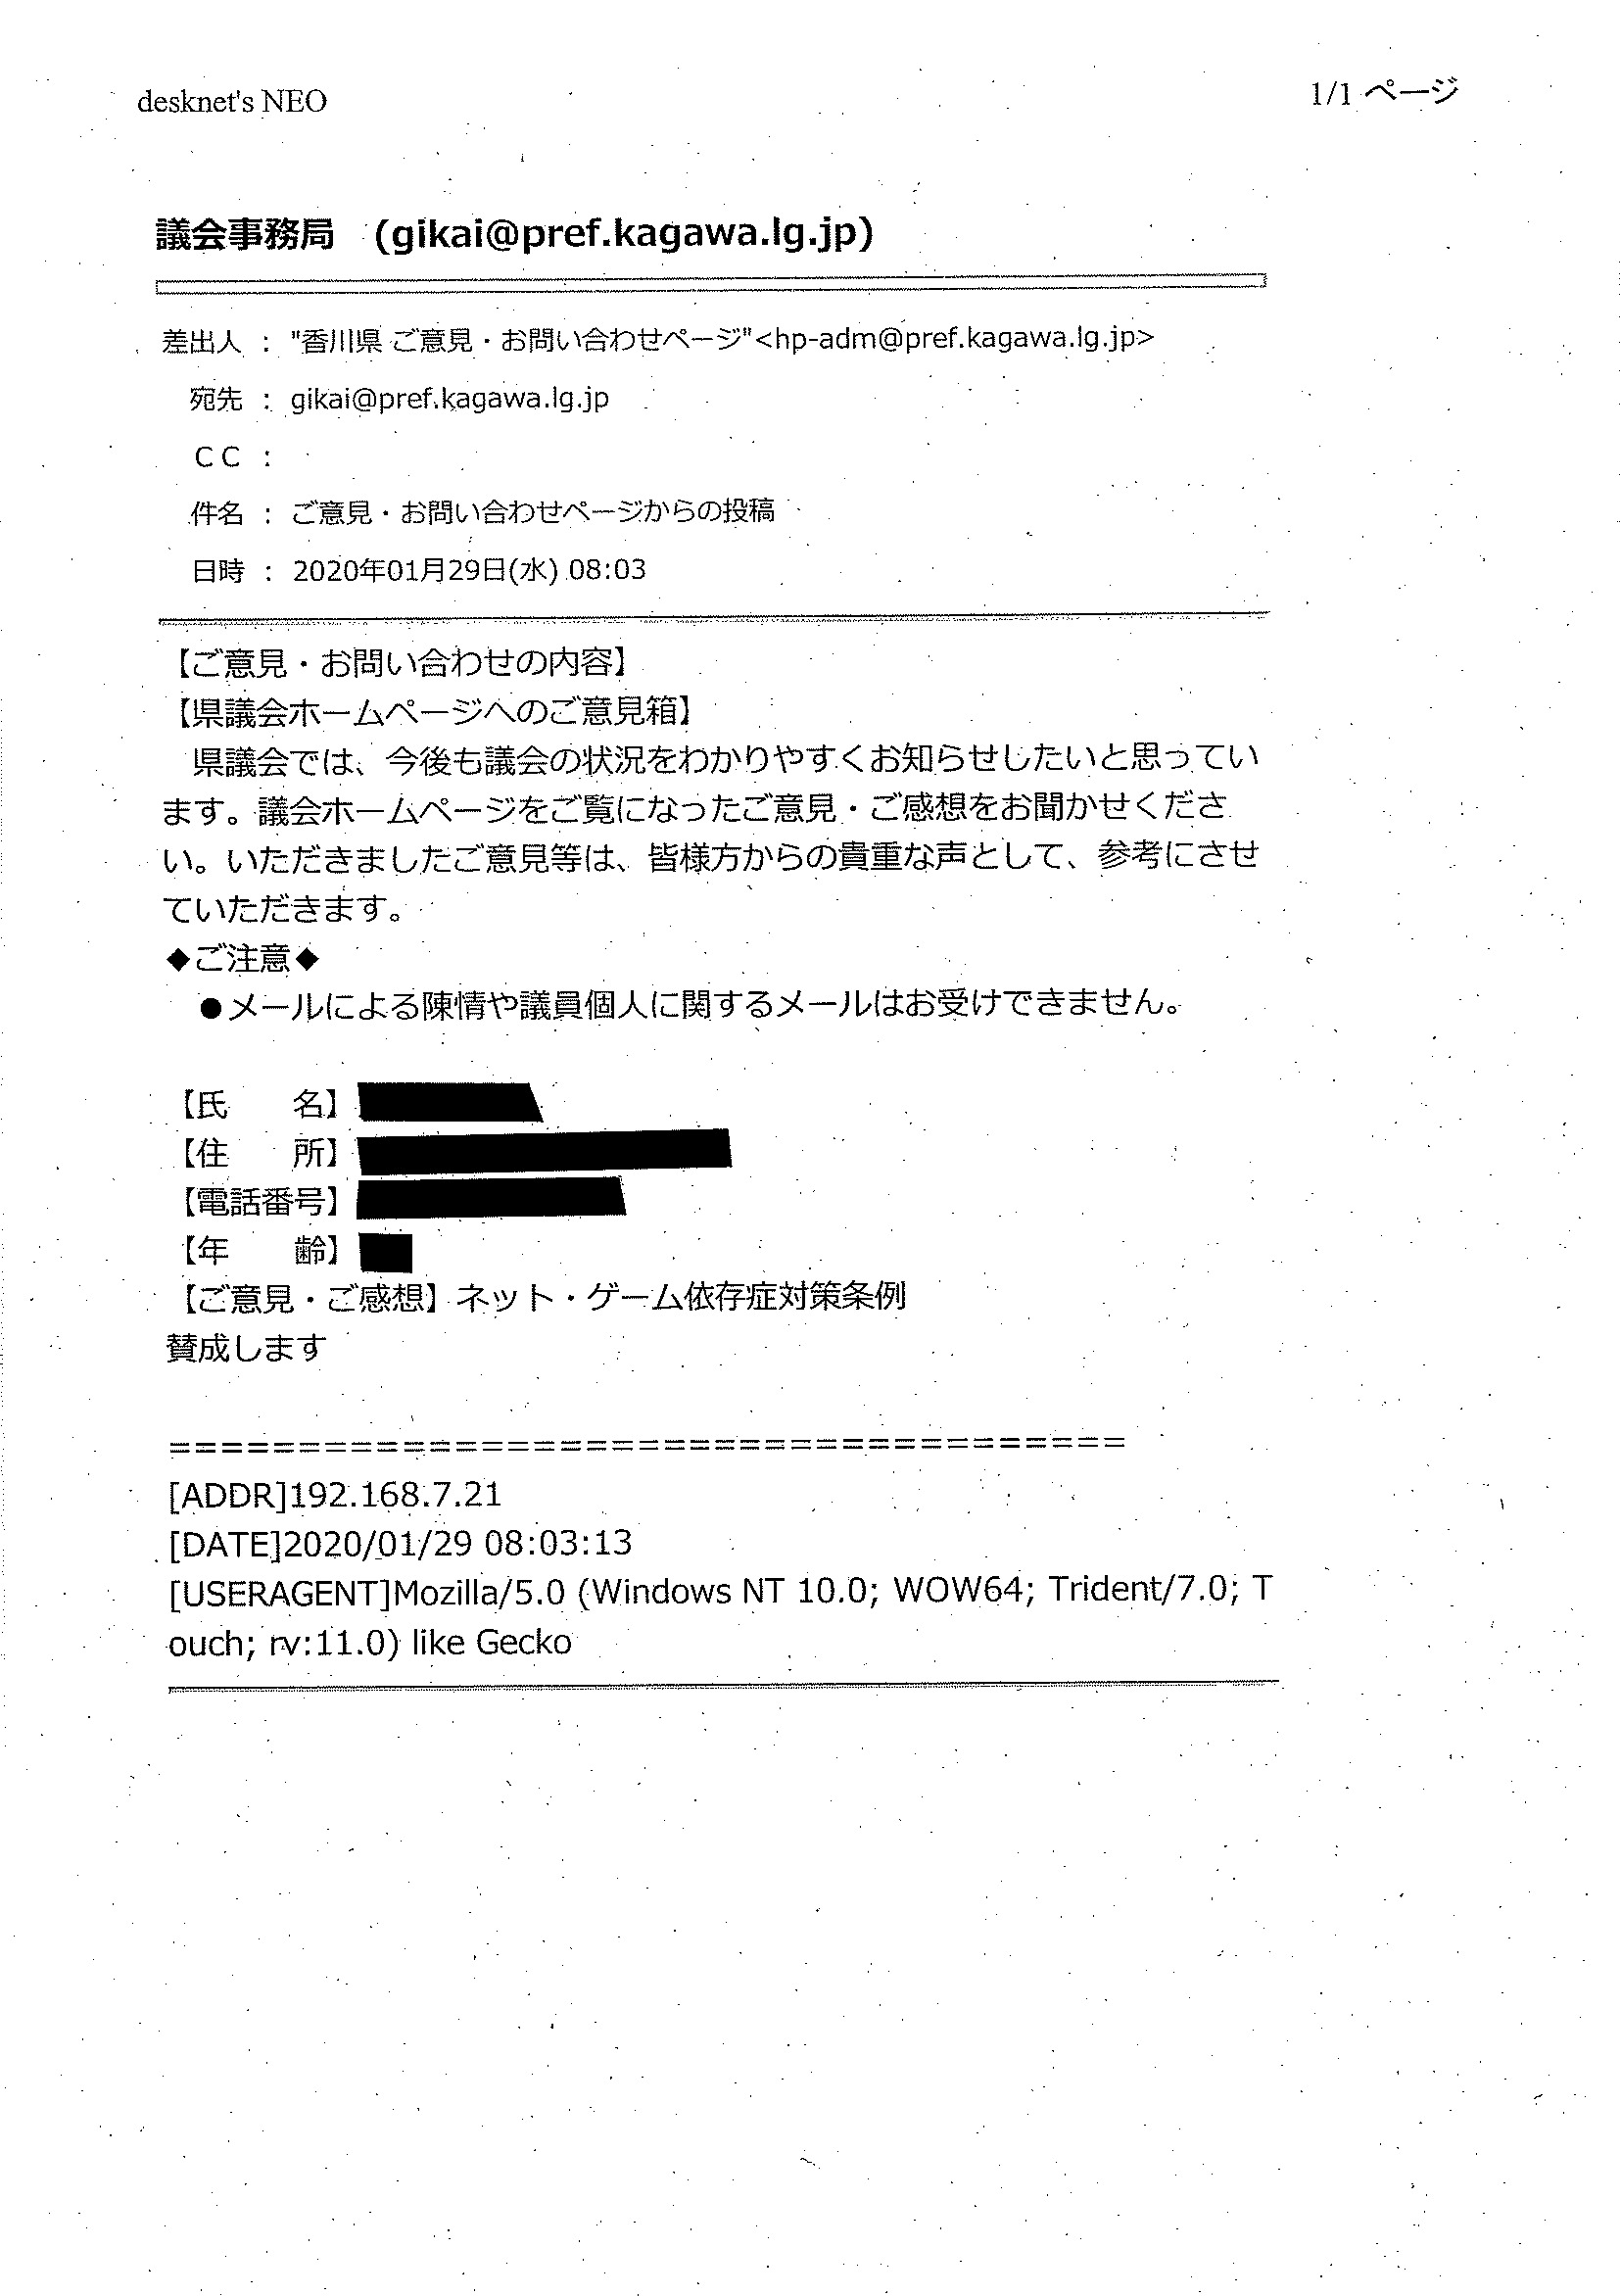 desknet's NEO
1/1 ページ
議会事務局　(gikai@pref.kagawa.lg.jp)
差出人 ： "香川県 ご意見・お問い合わせページ"<hp-adm@pref.kagawa.lg.jp>
宛先 ： gikai@pref.kagawa.lg.jp
ＣＣ ：
件名 ： ご意見・お問い合わせページからの投稿
日時 ： 2020年01月29日(水) 08:03
【ご意見・お問い合わせの内容】
【県議会ホームページへのご意見箱】
　県議会では、今後も議会の状況をわかりやすくお知らせしたいと思ってい
ます。議会ホームページをご覧になったご意見・ご感想をお聞かせくださ
い。いただきましたご意見等は、皆様方からの貴重な声として、参考にさせ
ていただきます。
◆ご注意◆
　●メールによる陳情や議員個人に関するメールはお受けできません。
【氏　　名】
【住　　所】
【電話番号】
【年　　齢】
【ご意見・ご感想】ネット・ゲーム依存症対策条例
賛成します
=====================================
[ADDR]192.168.7.21
[DATE]2020/01/29 08:03:13
[USERAGENT]Mozilla/5.0 (Windows NT 10.0; WOW64; Trident/7.0; T
ouch; rv:11.0) like Gecko